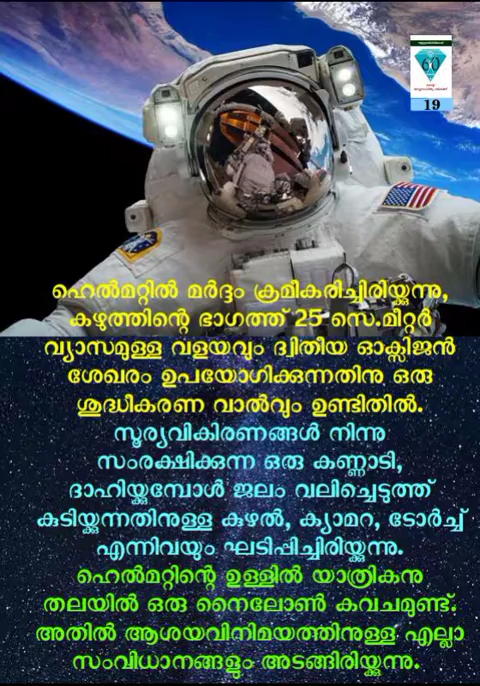 60
19
ഹെൽമറ്റിൽ മർദ്ദം ക്രമീകരിച്ചിരിയ്ക്കുന്നു,
കഴുത്തിന്റെ ഭാഗത്ത് 25 സെ.മീറ്റർ
വ്യാസമുള്ള വളയവും ദ്വിതീയ ഓക്സിജൻ
ശേഖരം ഉപയോഗിക്കുന്നതിനു ഒരു
ശുദ്ധീകരണ വാൽവും ഉണ്ടിതിൽ.
സൂര്യവികിരണങ്ങൾ നിന്നു
സംരക്ഷിക്കുന്ന ഒരു കണ്ണാടി,
ദാഹിയ്ക്കുമ്പോൾ ജലം വലിച്ചെടുത്ത്
കുടിയ്ക്കുന്നതിനുള്ള കുഴൽ, ക്യാമറ, ടോർച്ച്
എന്നിവയും ഘടിപ്പിച്ചിരിയ്ക്കുന്നു.
ഹെൽമറ്റിന്റെ ഉള്ളിൽ യാത്രികനു
തലയിൽ ഒരു നൈലോൺ കവചമുണ്ട്.
അതിൽ ആശയവിനിമയത്തിനുള്ള എല്ലാ
സംവിധാനങ്ങളും അടങ്ങിരിയ്ക്കുന്നു.